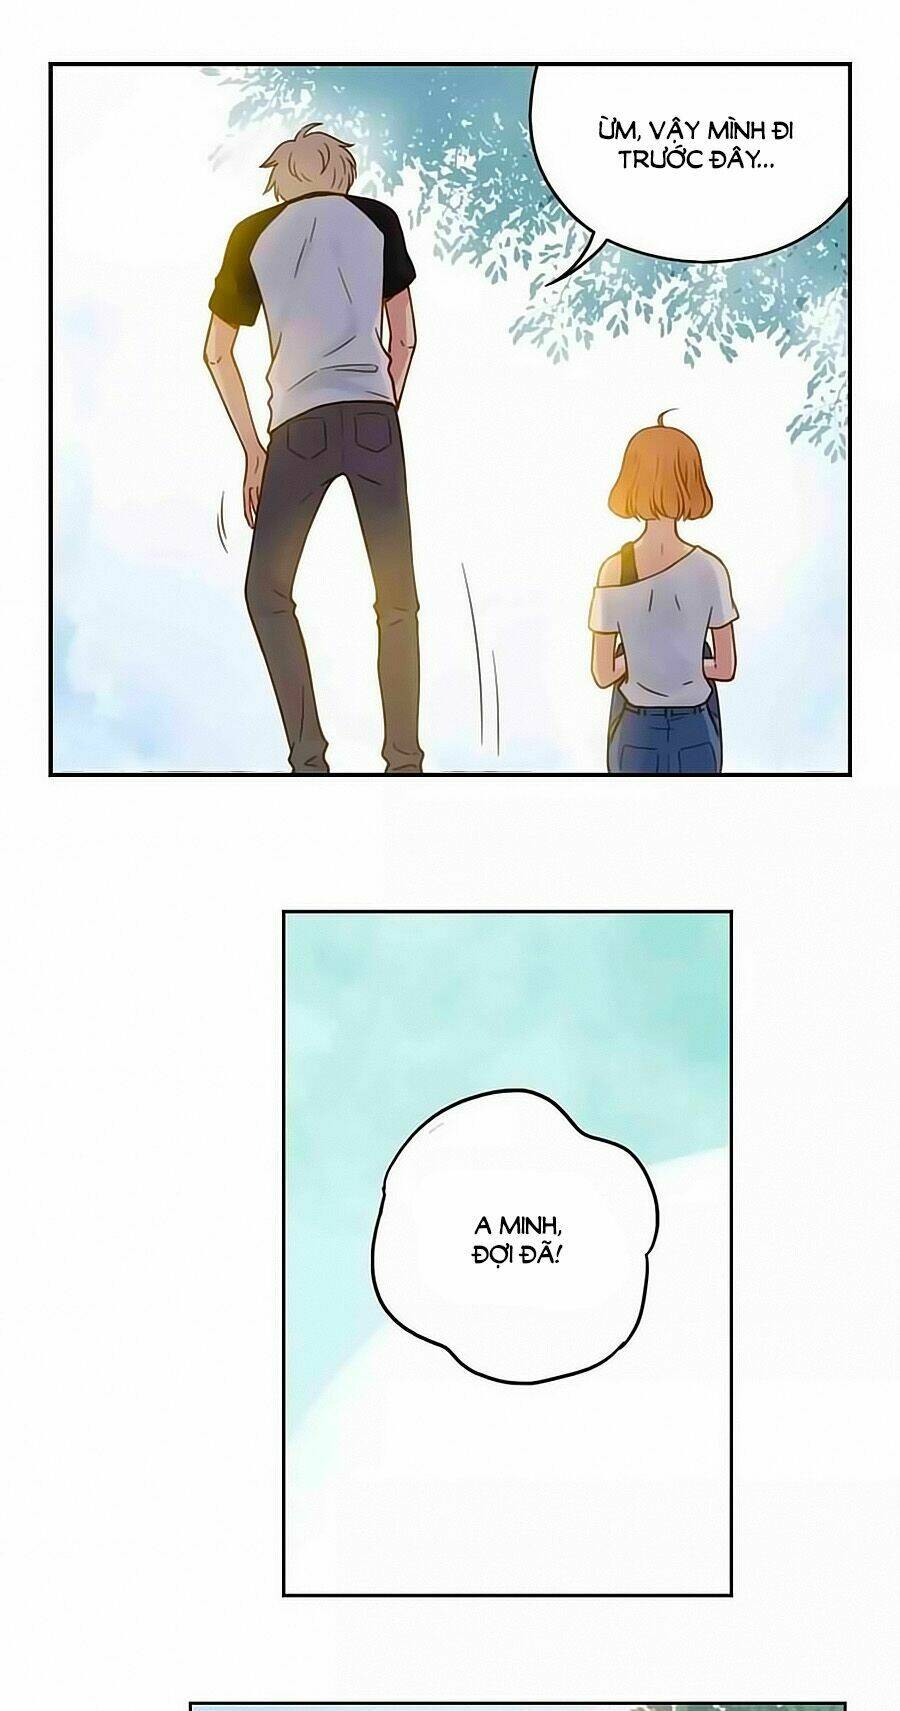 ỪM, VẬY MÌNH ĐI
TRƯỚC ĐÂY...
A MINH,
ĐỢI ĐÃ!